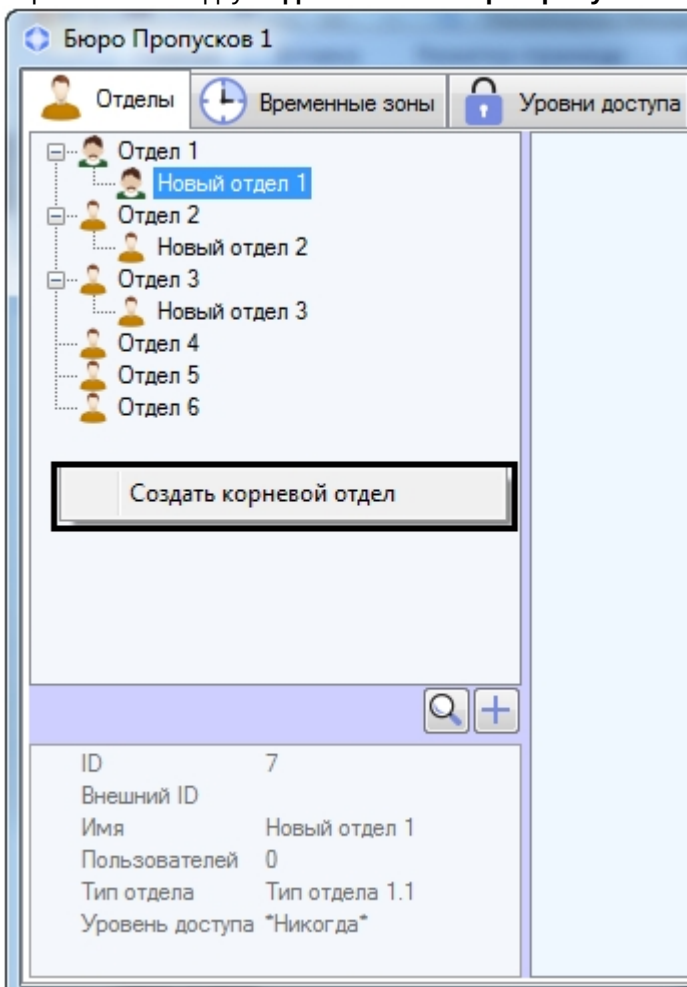 Бюро Пропусков 1
Отделы Временные зоны Уровни доступа
Отдел 1
Новый отдел 1
Отдел 2
Новый отдел 2
Отдел 3
Новый отдел 3
Отдел 4
Отдел 5
Отдел 6
Создать корневой отдел
ID 7
Внешний ID
Имя Новый отдел 1
Пользователей 0
Тип отдела Тип отдела 1.1
Уровень доступа *Никогда*